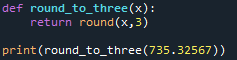 def round_to_three(x):
    return round(x,3)

print(round_to_three(735.32567))